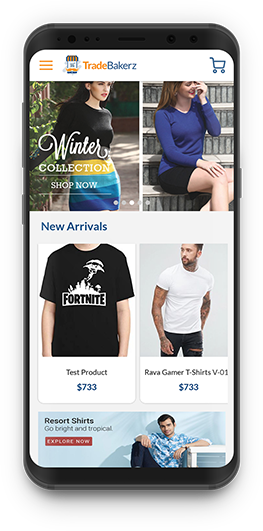 TradeBakerz
Winter
COLLECTION
SHOP NOW
New Arrivals
FORTNITE
Test Product
$733
Rava Gamer T-Shirts V-01
$733
Resort Shirts
Go bright and tropical
EXPLORE NOW